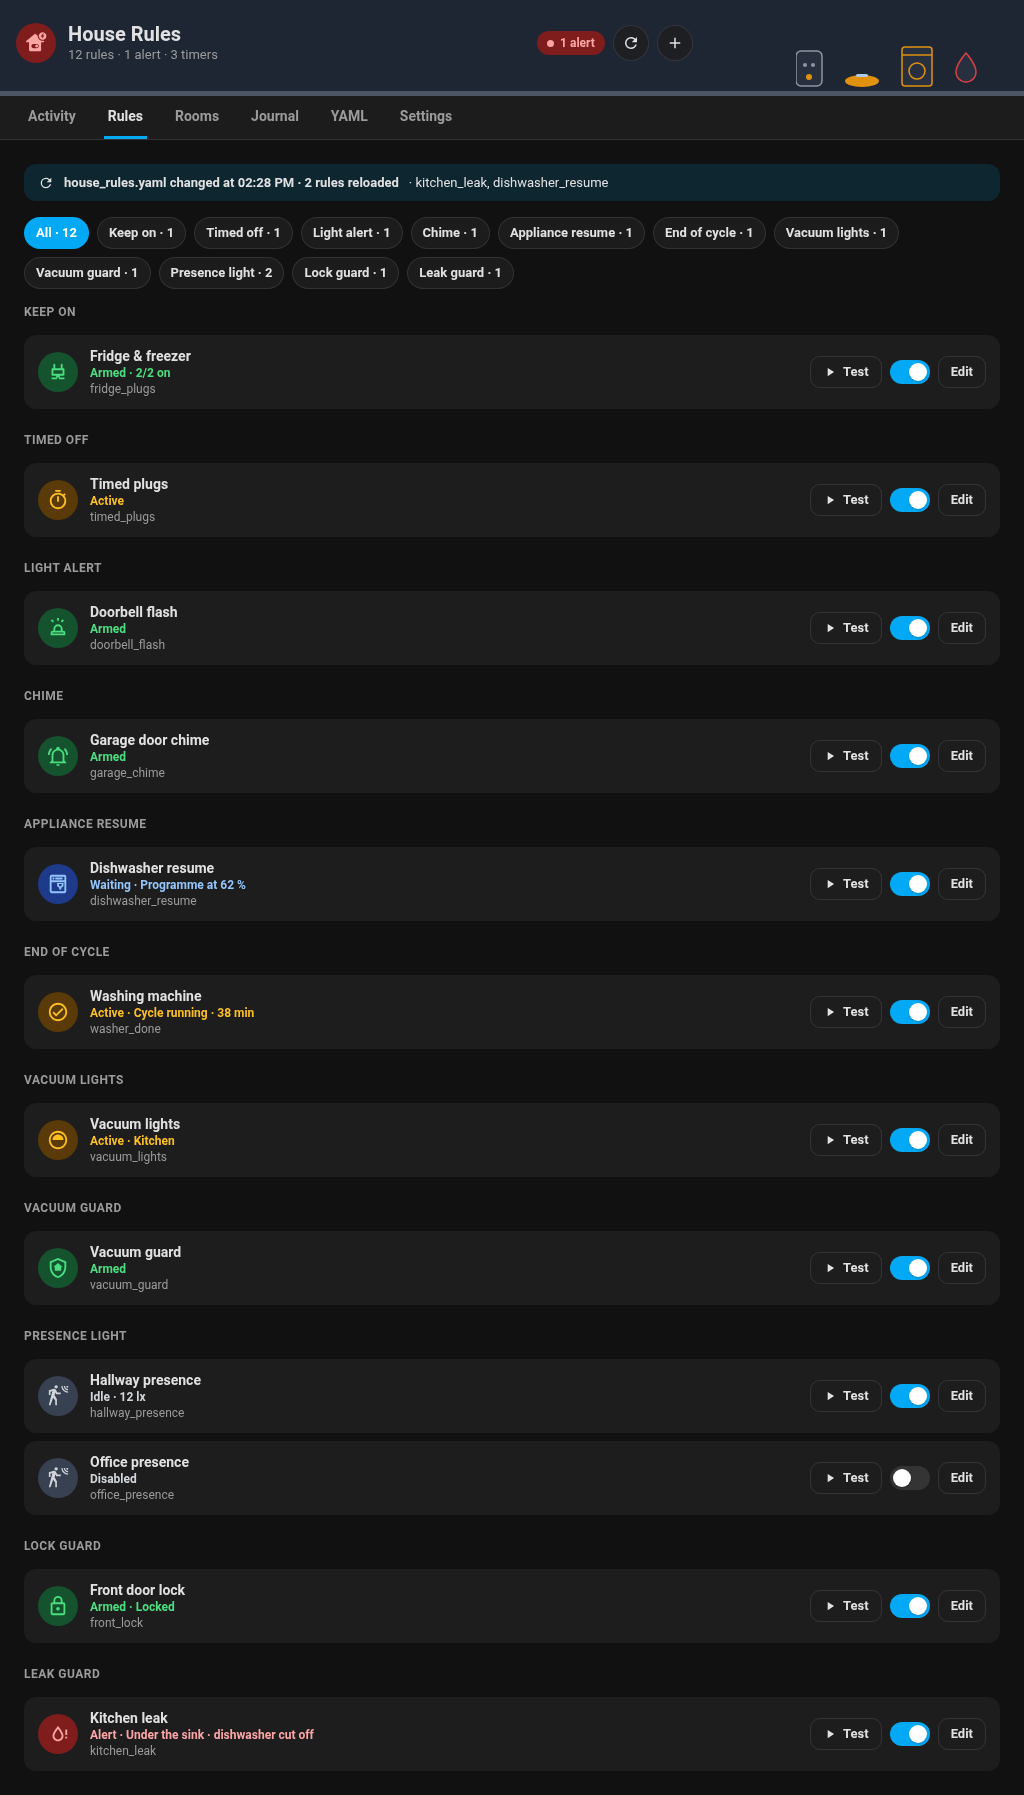 House Rules
12 rules · 1 alert · 3 timers
1 alert
Activity
Rules
Rooms
Journal
YAML
Settings
house_rules.yaml changed at 02:28 PM · 2 rules reloaded · kitchen_leak, dishwasher_resume
All · 12
Keep on · 1
Timed off · 1
Light alert · 1
Chime · 1
Appliance resume · 1
End of cycle · 1
Vacuum lights · 1
Vacuum guard · 1
Presence light · 2
Lock guard · 1
Leak guard · 1
KEEP ON
Fridge & freezer
Armed · 2/2 on
fridge_plugs
Test
Edit
TIMED OFF
Timed plugs
Active
timed_plugs
Test
Edit
LIGHT ALERT
Doorbell flash
Armed
doorbell_flash
Test
Edit
CHIME
Garage door chime
Armed
garage_chime
Test
Edit
APPLIANCE RESUME
Dishwasher resume
Waiting · Programme at 62 %
dishwasher_resume
Test
Edit
END OF CYCLE
Washing machine
Active · Cycle running · 38 min
washer_done
Test
Edit
VACUUM LIGHTS
Vacuum lights
Active · Kitchen
vacuum_lights
Test
Edit
VACUUM GUARD
Vacuum guard
Armed
vacuum_guard
Test
Edit
PRESENCE LIGHT
Hallway presence
Idle · 12 lx
hallway_presence
Test
Edit
Office presence
Disabled
office_presence
Test
Edit
LOCK GUARD
Front door lock
Armed · Locked
front_lock
Test
Edit
LEAK GUARD
Kitchen leak
Alert · Under the sink · dishwasher cut off
kitchen_leak
Test
Edit